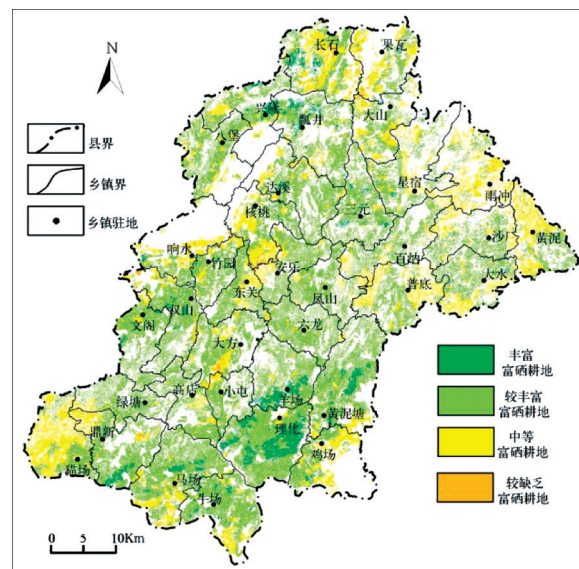 N
长石
果瓦
兴隆
瓢井
大山
八堡
县界
乡镇界
乡镇驻地
达溪
核桃
星宿
雨冲
三元
响水
竹园
百纳
沙厂
黄泥
安乐
东关
凤山
普底
大水
文阁
双山
六龙
大方
绿塘
高店
小屯
羊场
鼎新
理化
黄泥塘
鸡场
猫场
马场
牛场
丰富
富硒耕地
较丰富
富硒耕地
中等
富硒耕地
较缺乏
富硒耕地
0 5 10Km